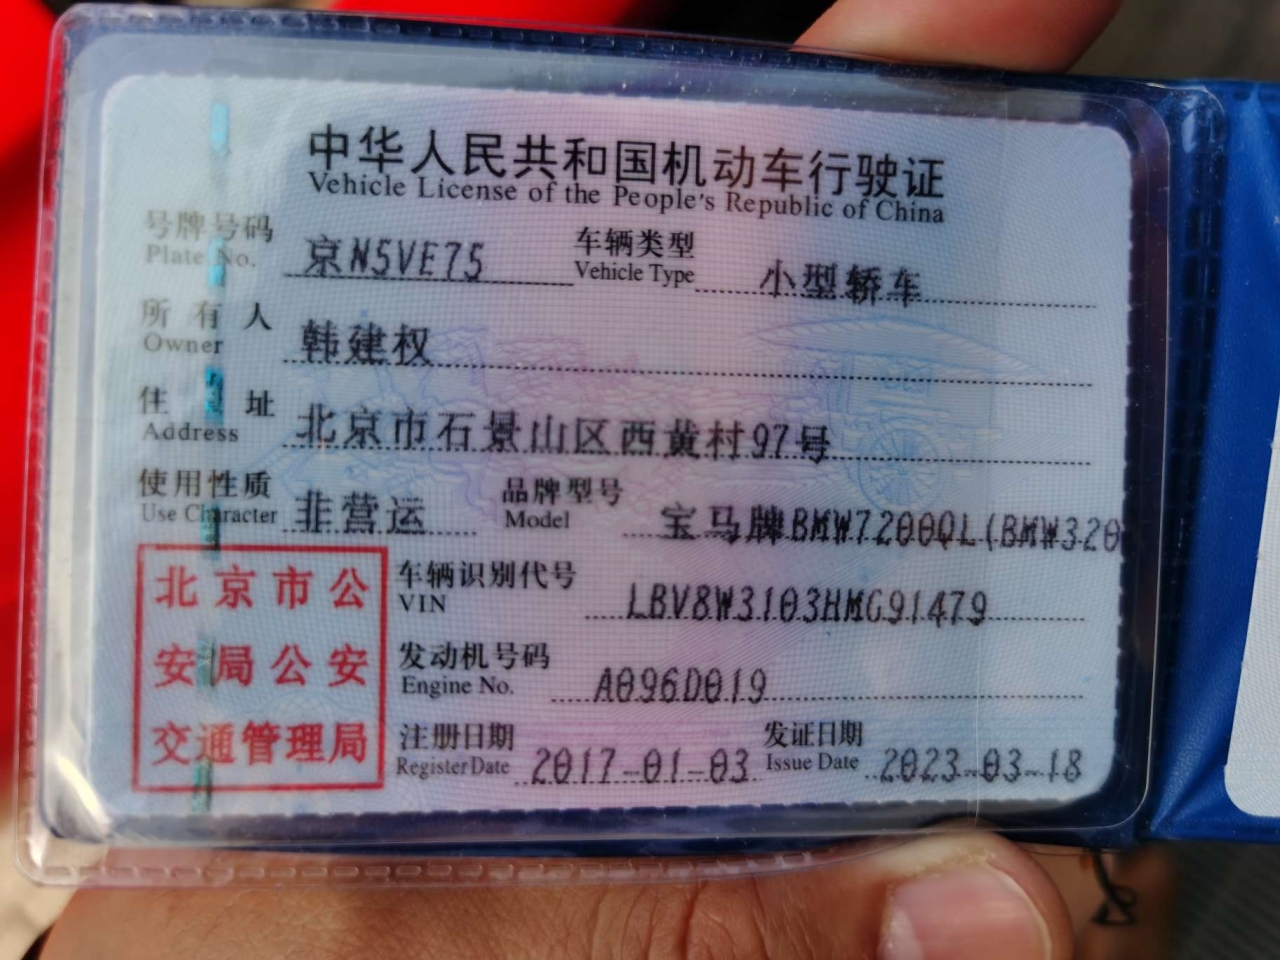 中华人民共和国机动车行驶证
Vehicle License of the People's Republic of China
号牌号码 京N5VE75 车辆类型 小型轿车
Plate No. Vehicle Type
所有人 韩建权
Owner
住址 北京市石景山区西黄村97号
Address
使用性质 非营运 品牌型号 宝马牌BMW7200QL(BMW320
Use Character Model
北京市公
安局公安
交通管理局
车辆识别代号 LBV8W3103HMG91479
VIN
发动机号码 A096D019
Engine No.
注册日期 2017-01-03 发证日期 2023-03-18
Register Date Issue Date